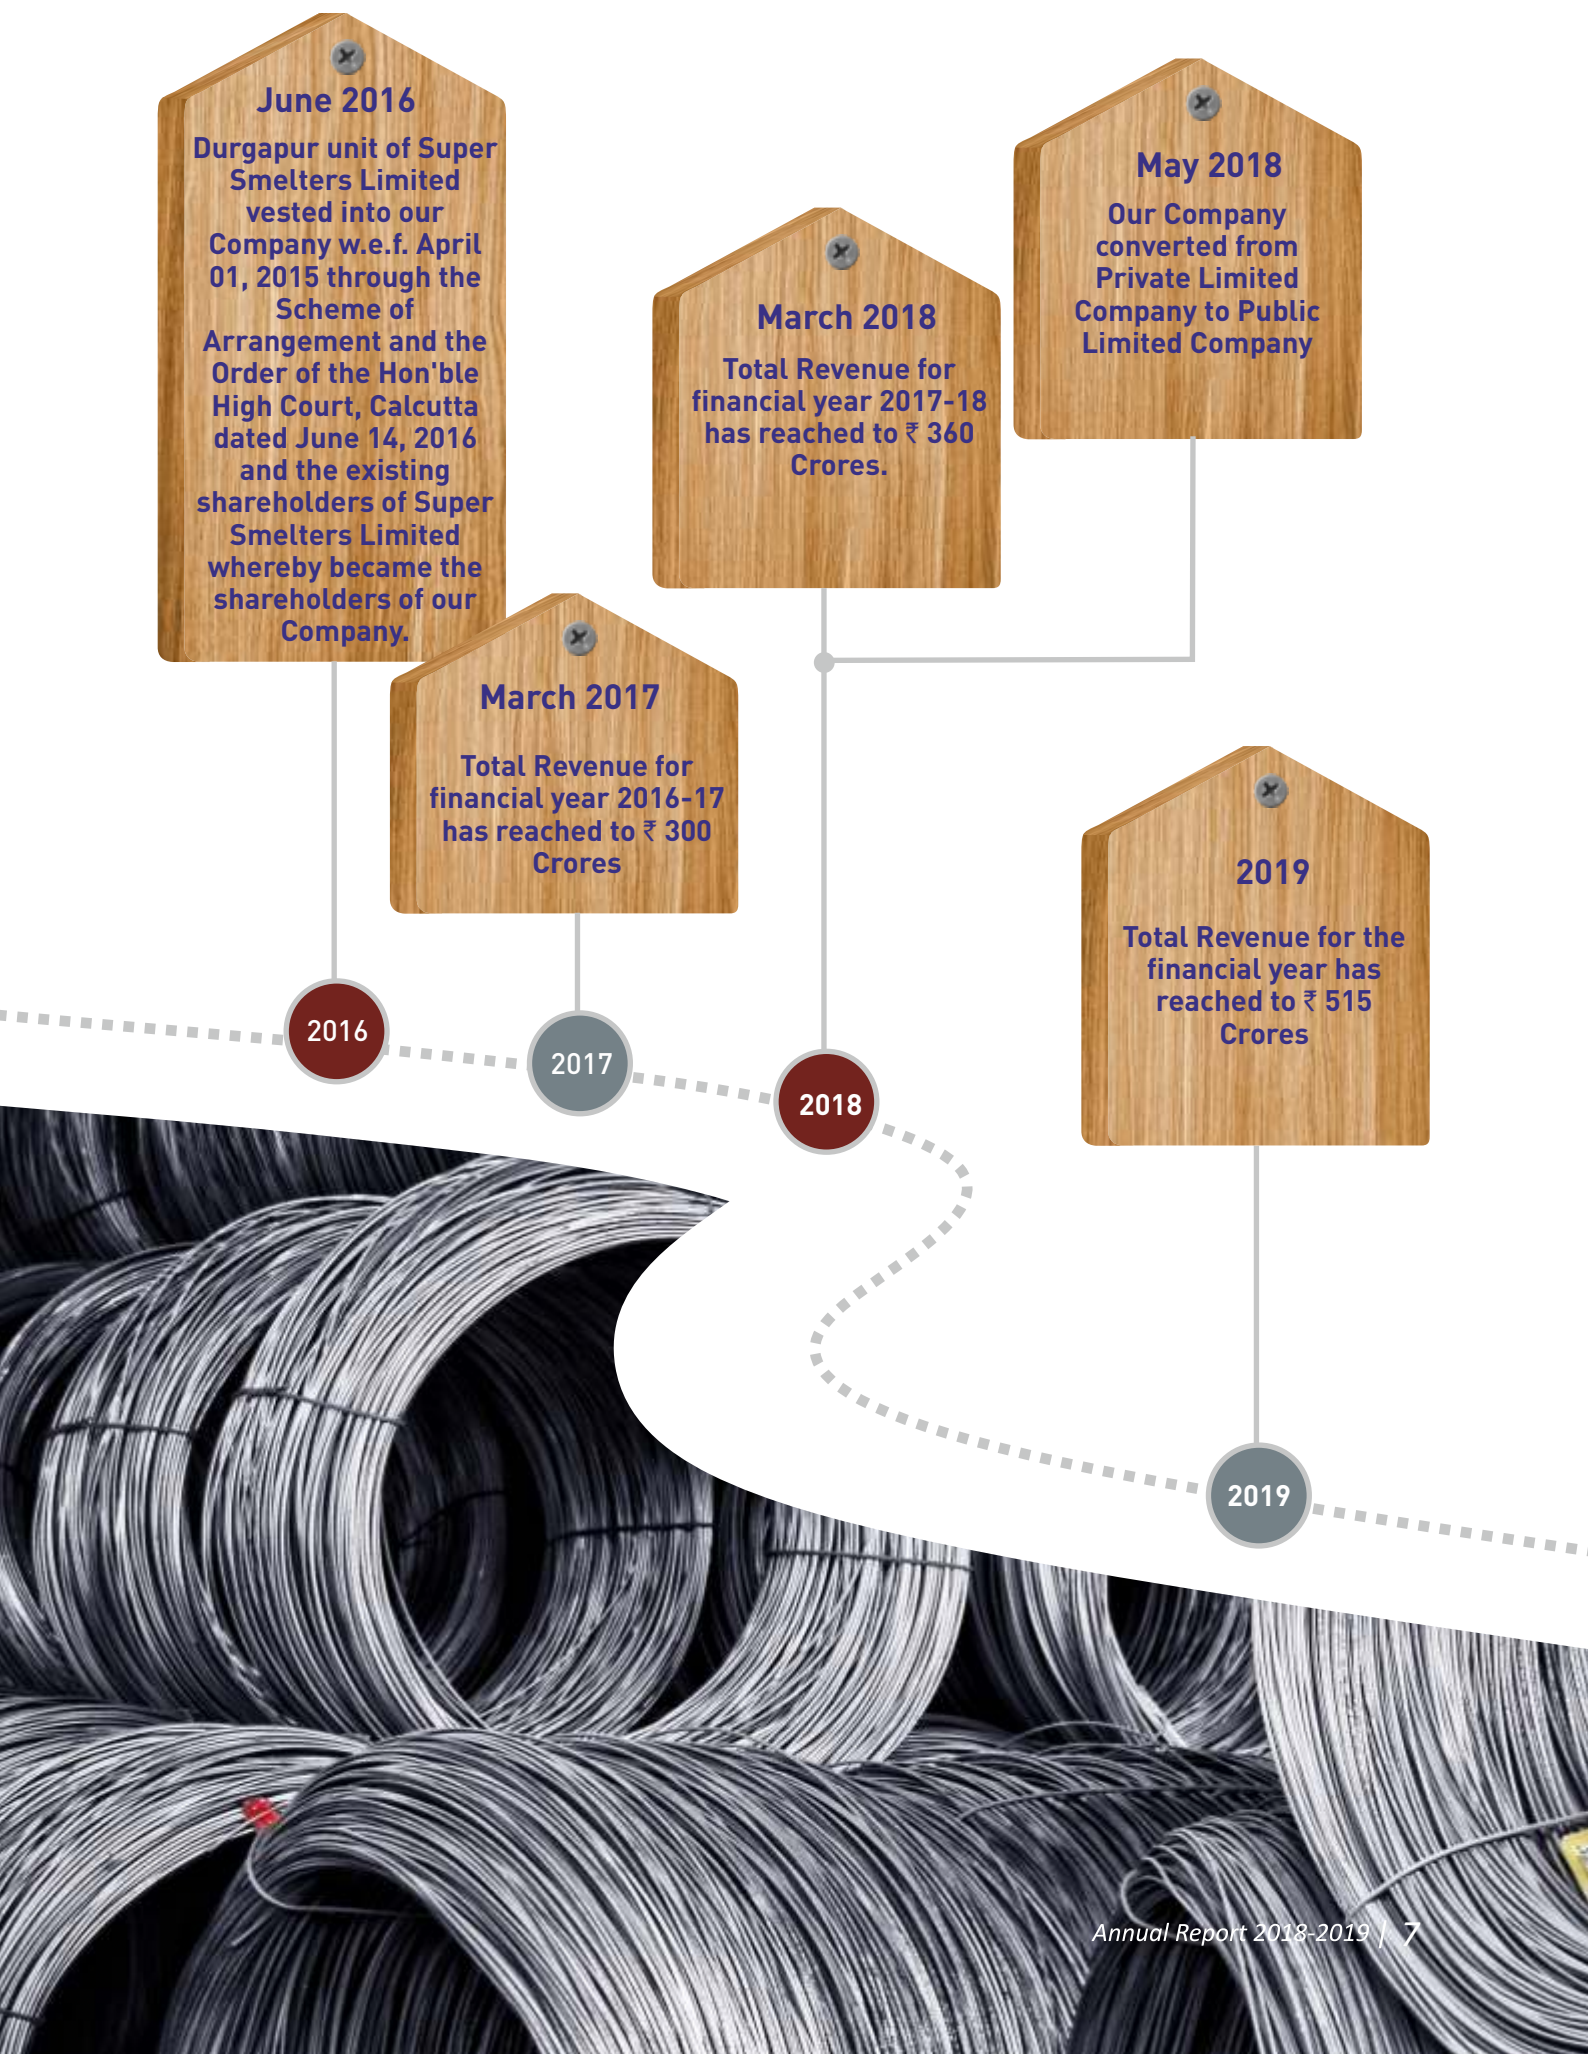 June 2016
Durgapur unit of Super
Smelters Limited
vested into our
Company w.e.f. April
01, 2015 through the
Scheme of
Arrangement and the
Order of the Hon'ble
High Court, Calcutta
dated June 14, 2016
and the existing
shareholders of Super
Smelters Limited
whereby became the
shareholders of our
Company.
March 2017
Total Revenue for
financial year 2016-17
has reached to ₹ 300
Crores
March 2018
Total Revenue for
financial year 2017-18
has reached to ₹ 360
Crores.
May 2018
Our Company
converted from
Private Limited
Company to Public
Limited Company
2019
Total Revenue for the
financial year has
reached to ₹ 515
Crores
2016
2017
2018
2019
Annual Report 2018-2019 | 7